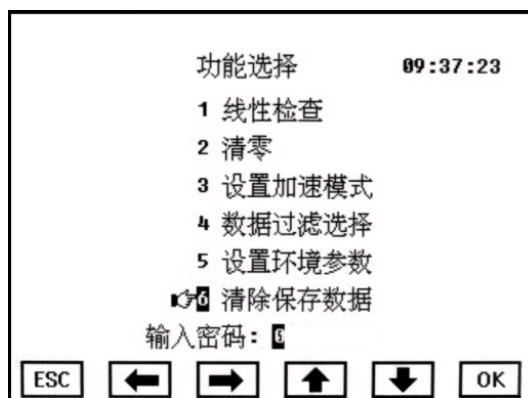 功能选择 09:37:23
1 线性检查
2 清零
3 设置加速模式
4 数据过滤选择
5 设置环境参数
6 清除保存数据
输入密码：
ESC OK